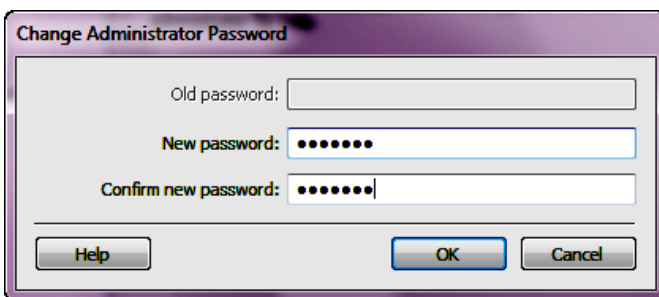 Change Administrator Password
Old password:
New password: •••••••
Confirm new password: •••••••
Help OK Cancel